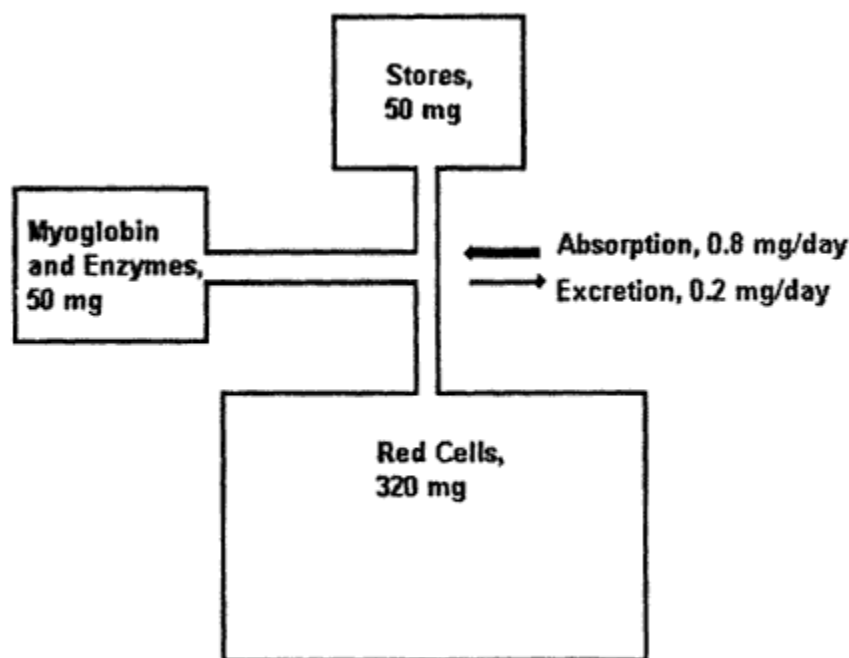 Stores,
50 mg
Myoglobin
and Enzymes,
50 mg
Absorption, 0.8 mg/day
Excretion, 0.2 mg/day
Red Cells,
320 mg